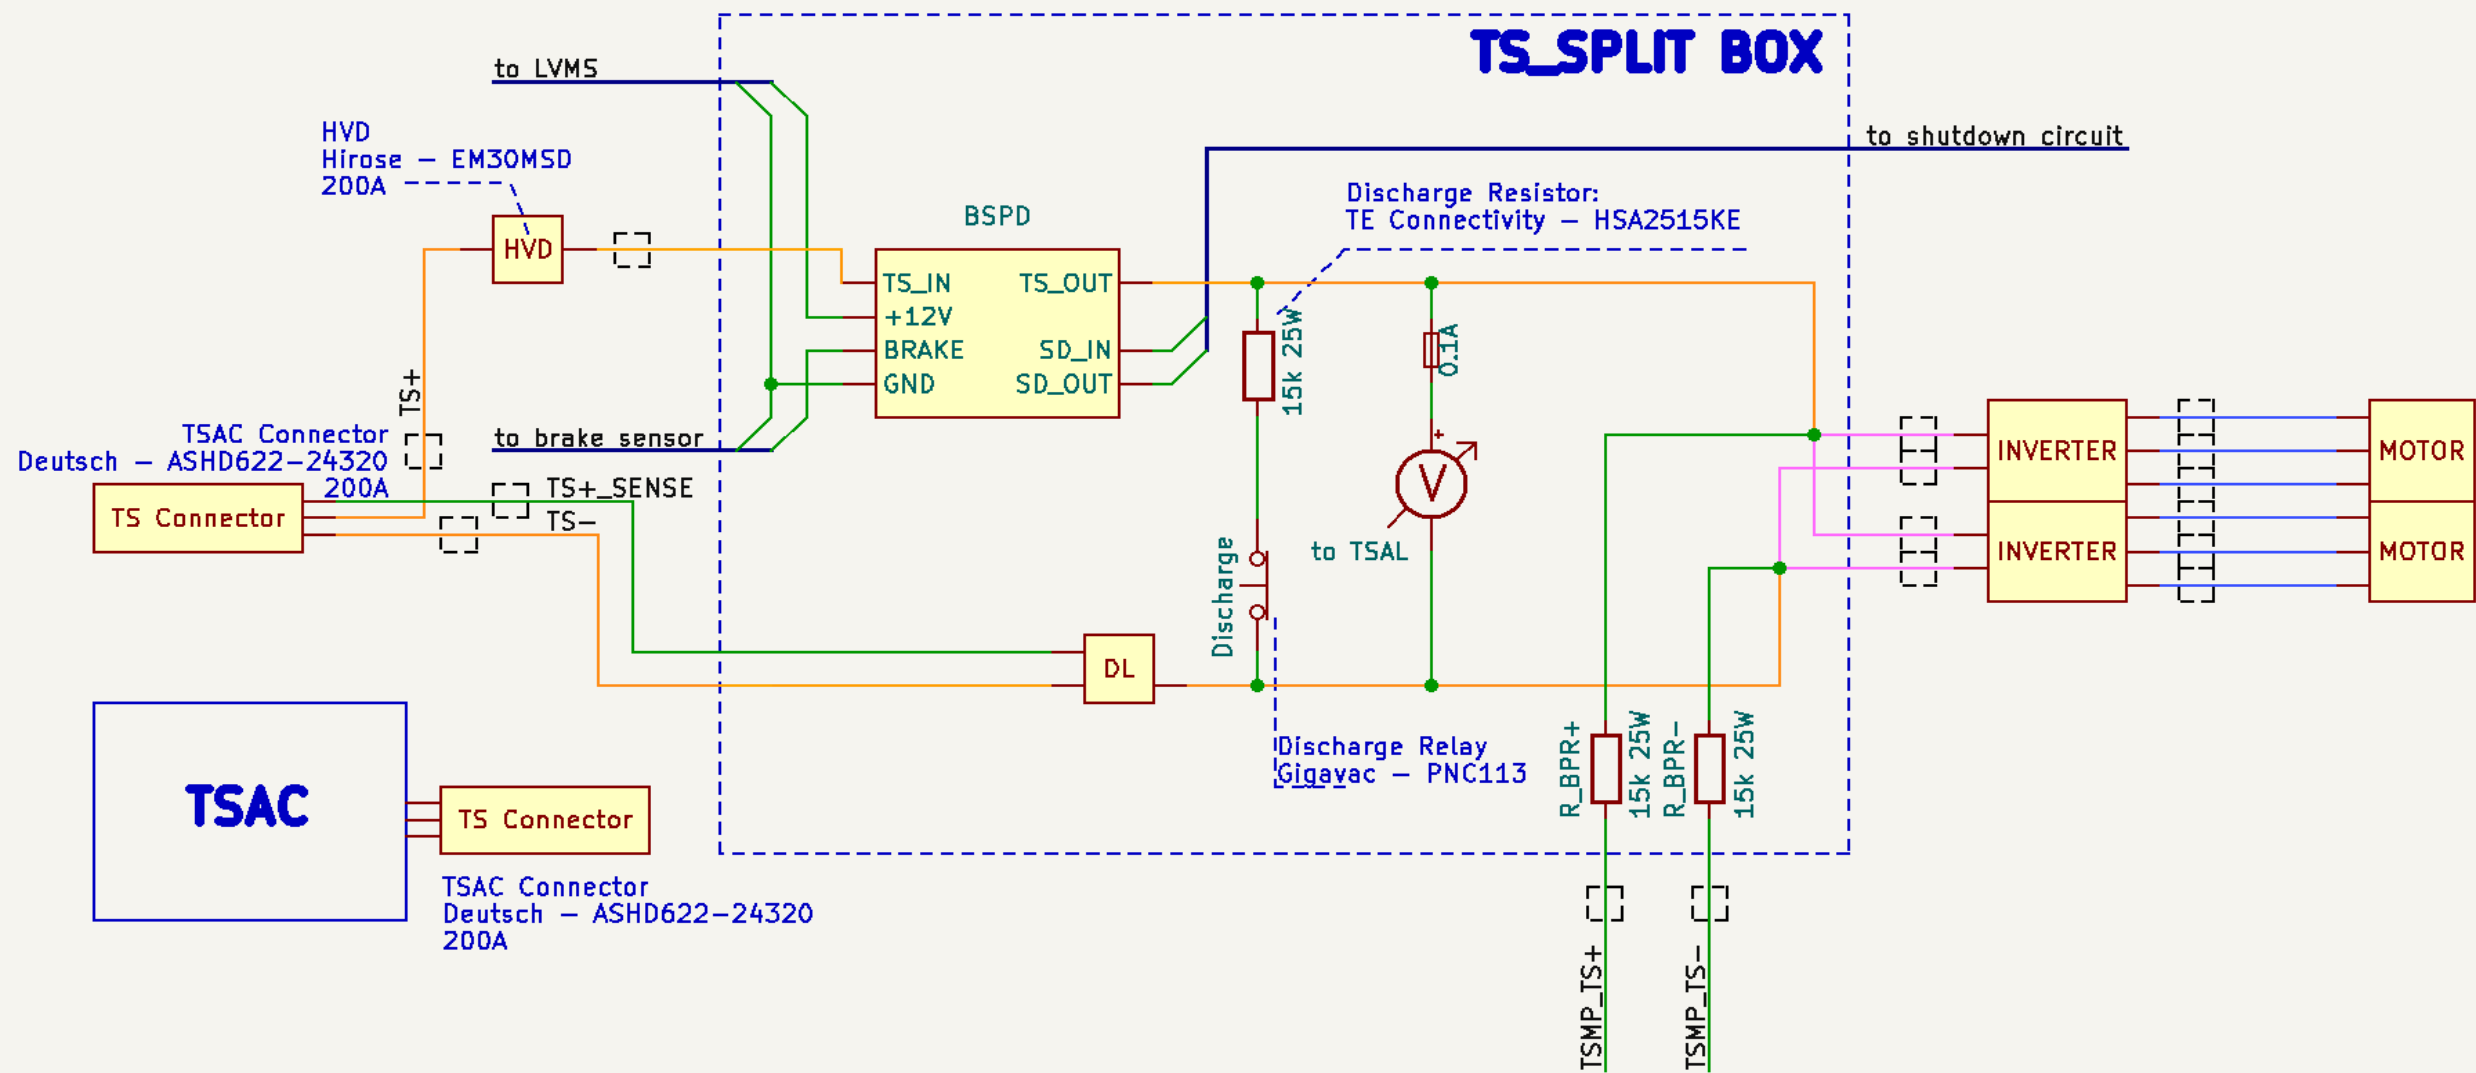 TS_SPLIT BOX
to LVMS
HVD
Hirose — EM30MSD
200A
to shutdown circuit
Discharge Resistor:
TE Connectivity — HSA2515KE
BSPD
HVD
TS_IN
+12V
BRAKE
GND
TS_OUT
SD_IN
SD_OUT
15k 25W
0.1A
+
V
to TSAL
Discharge
TS+
TSAC Connector
Deutsch — ASHD622-24320
200A
to brake sensor
TS Connector
TS+_SENSE
TS-
INVERTER
MOTOR
INVERTER
MOTOR
DL
Discharge Relay
Gigavac — PNC113
R_BPR+
15k 25W
R_BPR-
15k 25W
TSAC
TS Connector
TSAC Connector
Deutsch — ASHD622-24320
200A
TSMP_TS+
TSMP_TS-